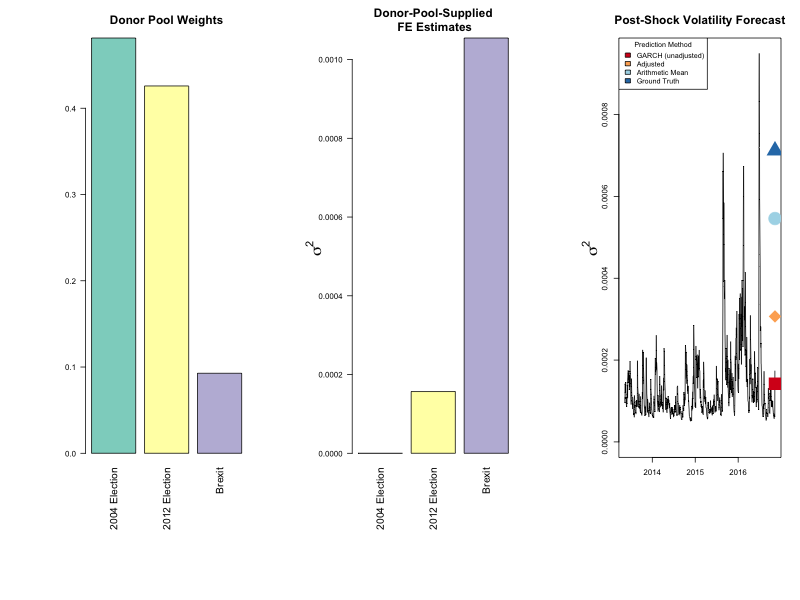 Donor Pool Weights
0.4
0.3
0.2
0.1
0.0
2004 Election
2012 Election
Brexit
Donor-Pool-Supplied
FE Estimates
σ²
0.0010
0.0008
0.0006
0.0004
0.0002
0.0000
2004 Election
2012 Election
Brexit
Post-Shock Volatility Forecast
Prediction Method
GARCH (unadjusted)
Adjusted
Arithmetic Mean
Ground Truth
σ²
0.0008
0.0006
0.0004
0.0002
0.0000
2014
2015
2016